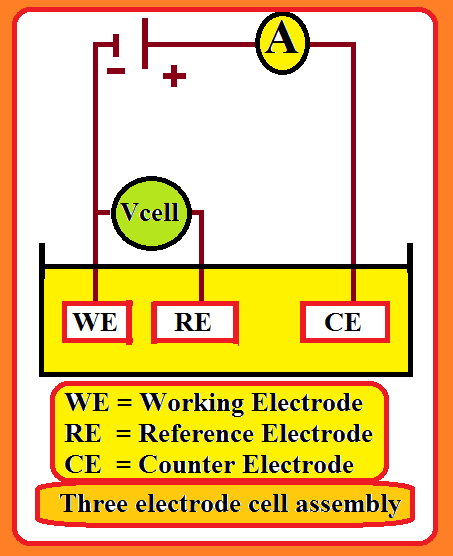 A
- +
Vcell
WE RE CE
WE = Working Electrode
RE = Reference Electrode
CE = Counter Electrode
Three electrode cell assembly